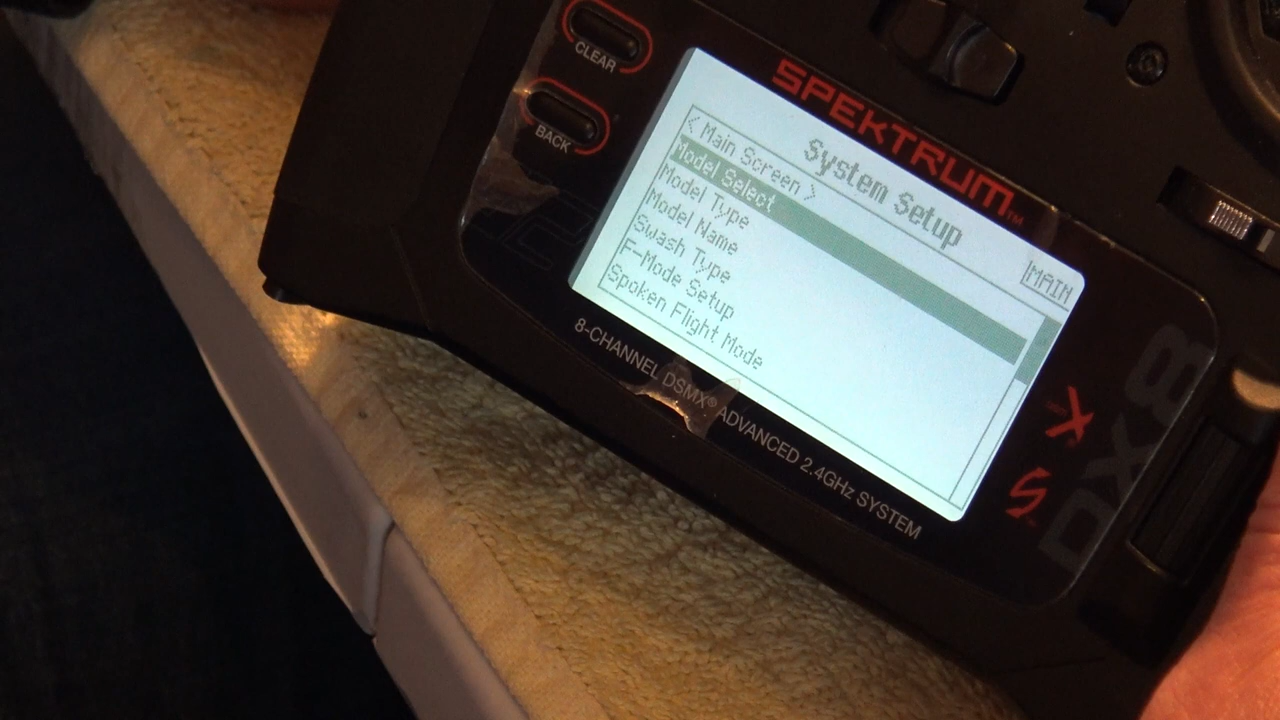 CLEAR
BACK
SPEKTRUM™
System Setup
|MAIN
< Main Screen >
Model Select
Model Type
Model Name
Swash Type
F-Mode Setup
Spoken Flight Mode
8-CHANNEL DSMX® ADVANCED 2.4GHz SYSTEM
DX8